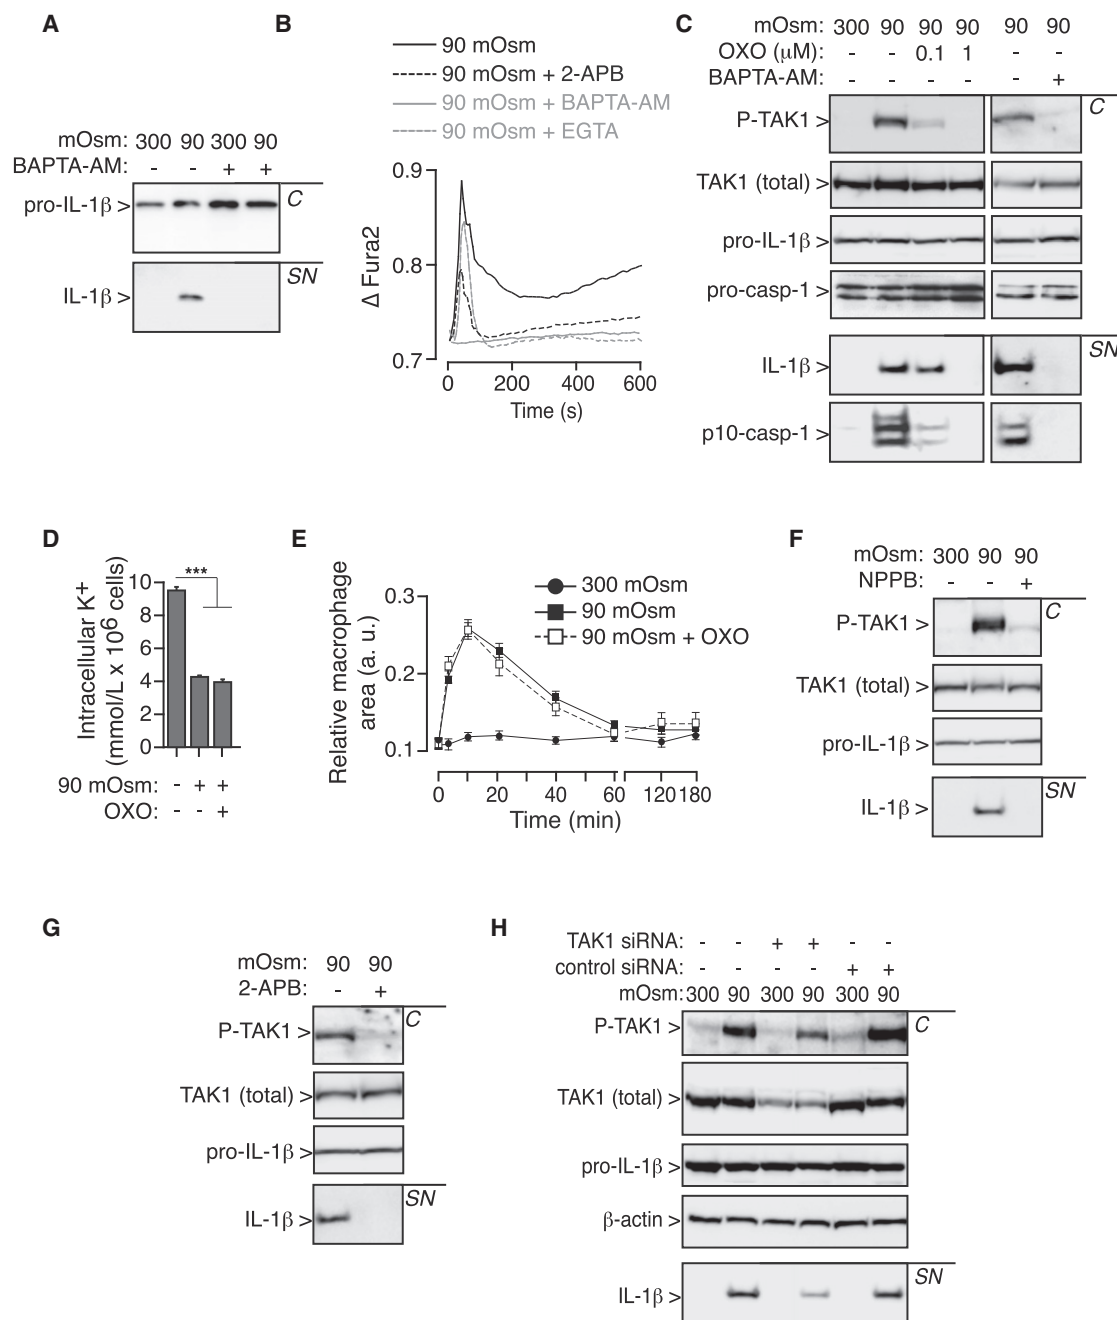 A
mOsm: 300 90 300 90
BAPTA-AM: - - + +
pro-IL-1β > C
IL-1β > SN
B
90 mOsm
90 mOsm + 2-APB
90 mOsm + BAPTA-AM
90 mOsm + EGTA
0.9
0.8
0.7
Δ Fura2
0 200 400 600
Time (s)
C
mOsm: 300 90 90 90 90 90
OXO (μM): - - 0.1 1 - -
BAPTA-AM: - - - - - +
P-TAK1 > C
TAK1 (total) >
pro-IL-1β >
pro-casp-1 >
IL-1β > SN
p10-casp-1 >
D
Intracellular K+
(mmol/L x 106 cells)
***
10
8
6
4
2
0
90 mOsm: - + +
OXO: - - +
E
Relative macrophage
area (a. u.)
300 mOsm
90 mOsm
90 mOsm + OXO
0.3
0.2
0.1
0 20 40 60 120 180
Time (min)
F
mOsm: 300 90 90
NPPB: - - +
P-TAK1 > C
TAK1 (total) >
pro-IL-1β >
IL-1β > SN
G
mOsm: 90 90
2-APB: - +
P-TAK1 > C
TAK1 (total) >
pro-IL-1β >
IL-1β > SN
H
TAK1 siRNA: - - + + - -
control siRNA: - - - - + +
mOsm: 300 90 300 90 300 90
P-TAK1 > C
TAK1 (total) >
pro-IL-1β >
β-actin >
IL-1β > SN